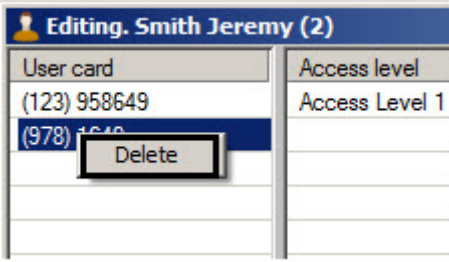 Editing. Smith Jeremy (2)
User card Access level
(123) 958649 Access Level 1
(978)
Delete